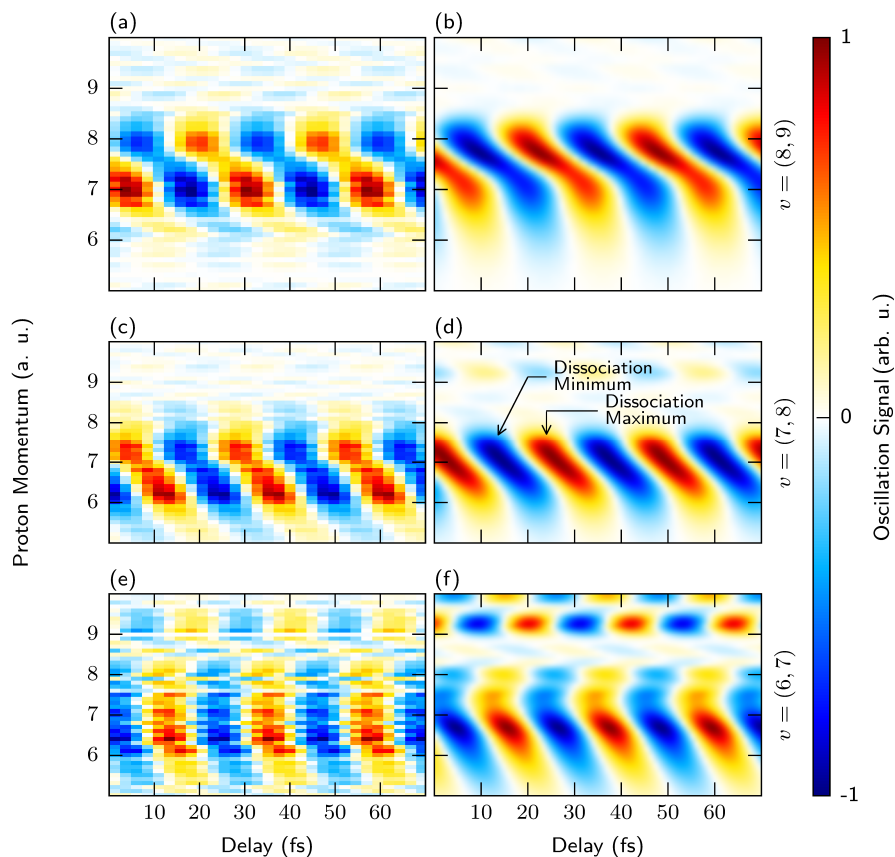 (a)
(b)
1
9
8
7
6
v = (8, 9)
(c)
(d)
9
8
7
6
Dissociation
Minimum
Dissociation
Maximum
v = (7, 8)
0
Proton Momentum (a. u.)
Oscillation Signal (arb. u.)
(e)
(f)
9
8
7
6
v = (6, 7)
-1
10 20 30 40 50 60
10 20 30 40 50 60
Delay (fs)
Delay (fs)